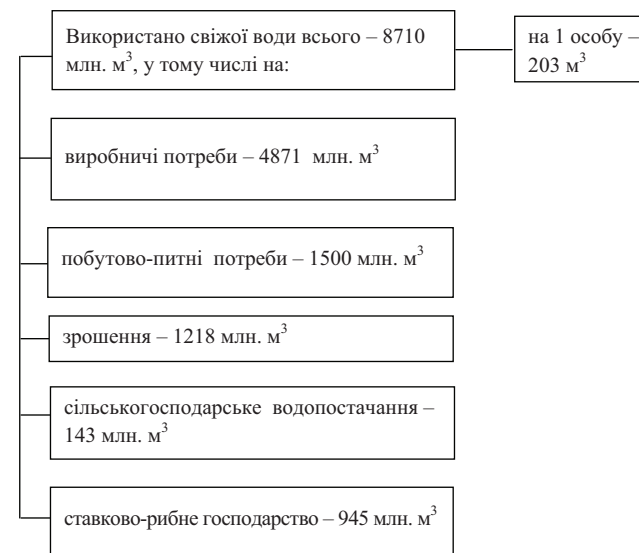 Використано свіжої води всього – 8710
млн. м³, у тому числі на:
на 1 особу –
203 м³
виробничі потреби – 4871 млн. м³
побутово-питні потреби – 1500 млн. м³
зрошення – 1218 млн. м³
сільськогосподарське водопостачання –
143 млн. м³
ставково-рибне господарство – 945 млн. м³